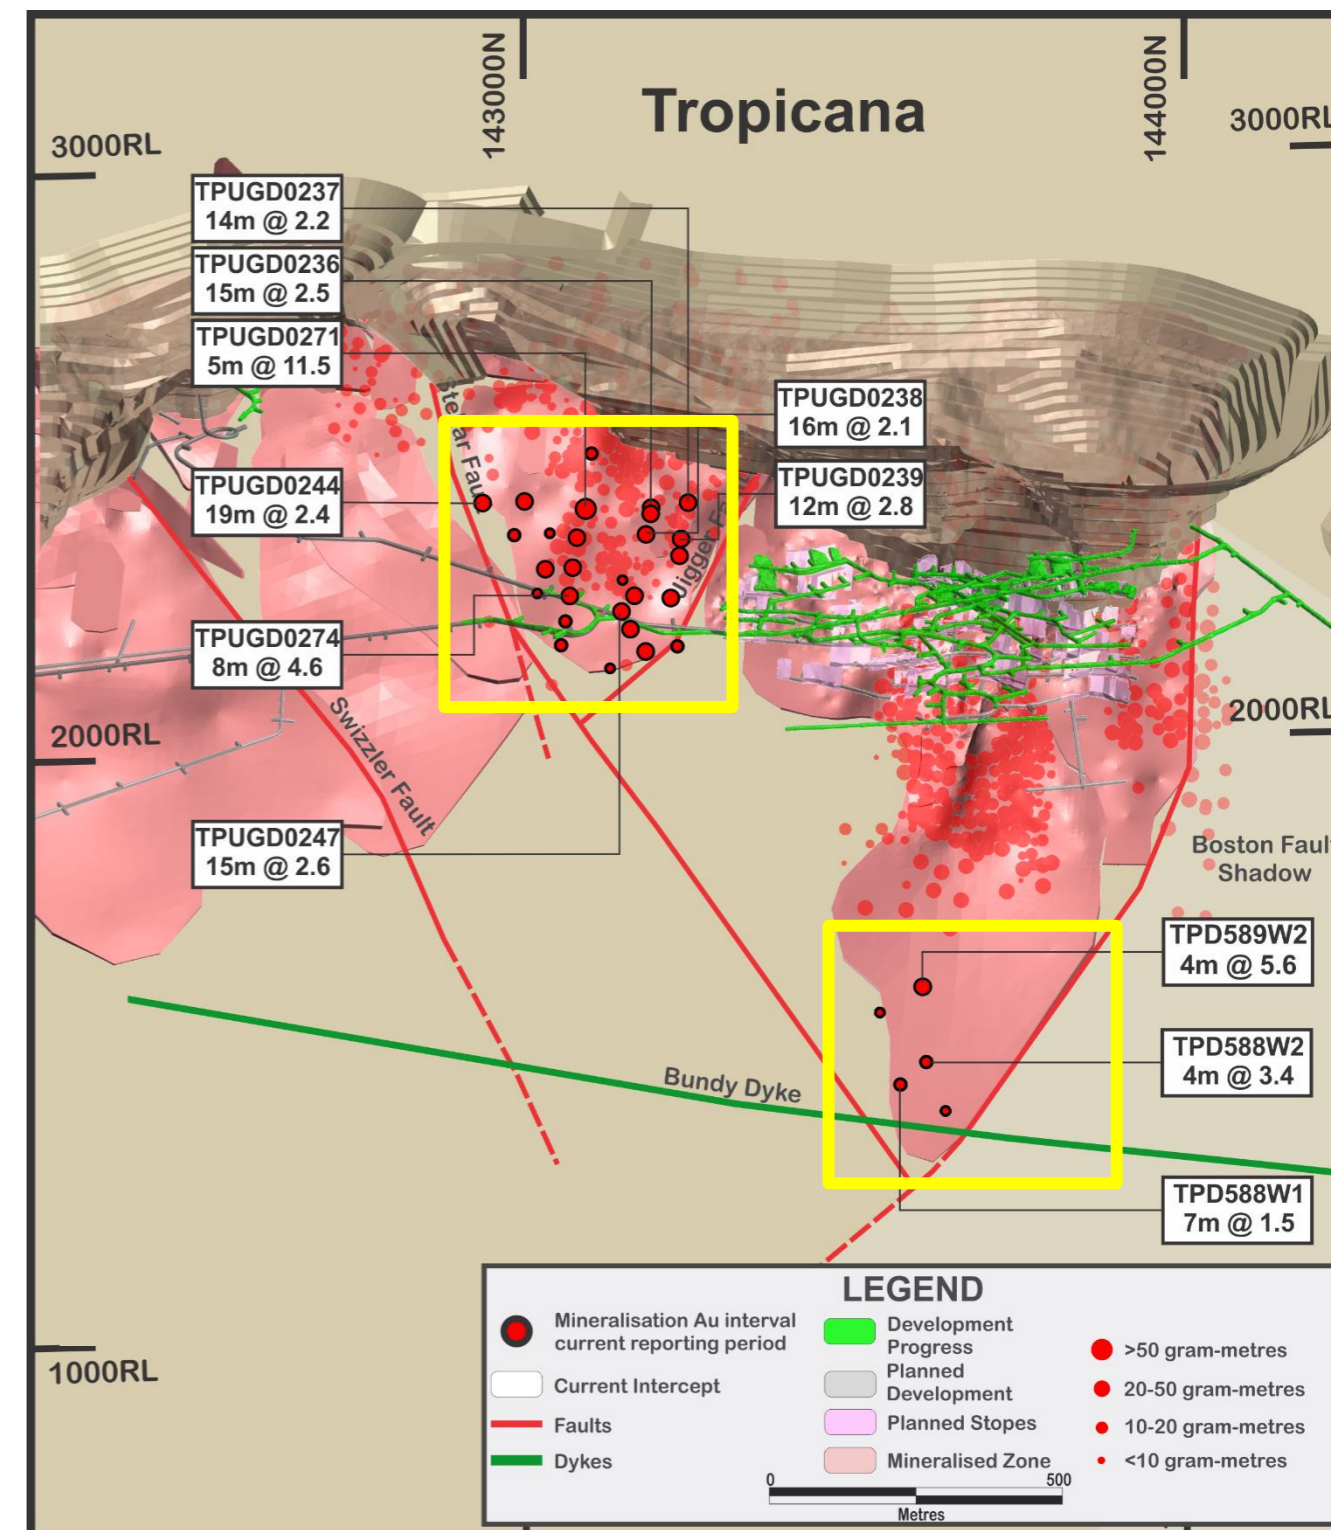 143000N
144000N
Tropicana
3000RL
3000RL
TPUGD0237
14m @ 2.2
TPUGD0236
15m @ 2.5
TPUGD0271
5m @ 11.5
TPUGD0238
16m @ 2.1
TPUGD0239
12m @ 2.8
TPUGD0244
19m @ 2.4
TPUGD0274
8m @ 4.6
TPUGD0247
15m @ 2.6
Jigger
Swizzler Fault
2000RL
2000RL
Boston Fault
Shadow
TPD589W2
4m @ 5.6
TPD588W2
4m @ 3.4
TPD588W1
7m @ 1.5
Bundy Dyke
1000RL
LEGEND
Mineralisation Au interval
current reporting period
Current Intercept
Faults
Dykes
Development
Progress
Planned
Development
Planned Stopes
Mineralised Zone
>50 gram-metres
20-50 gram-metres
10-20 gram-metres
<10 gram-metres
0 500
Metres